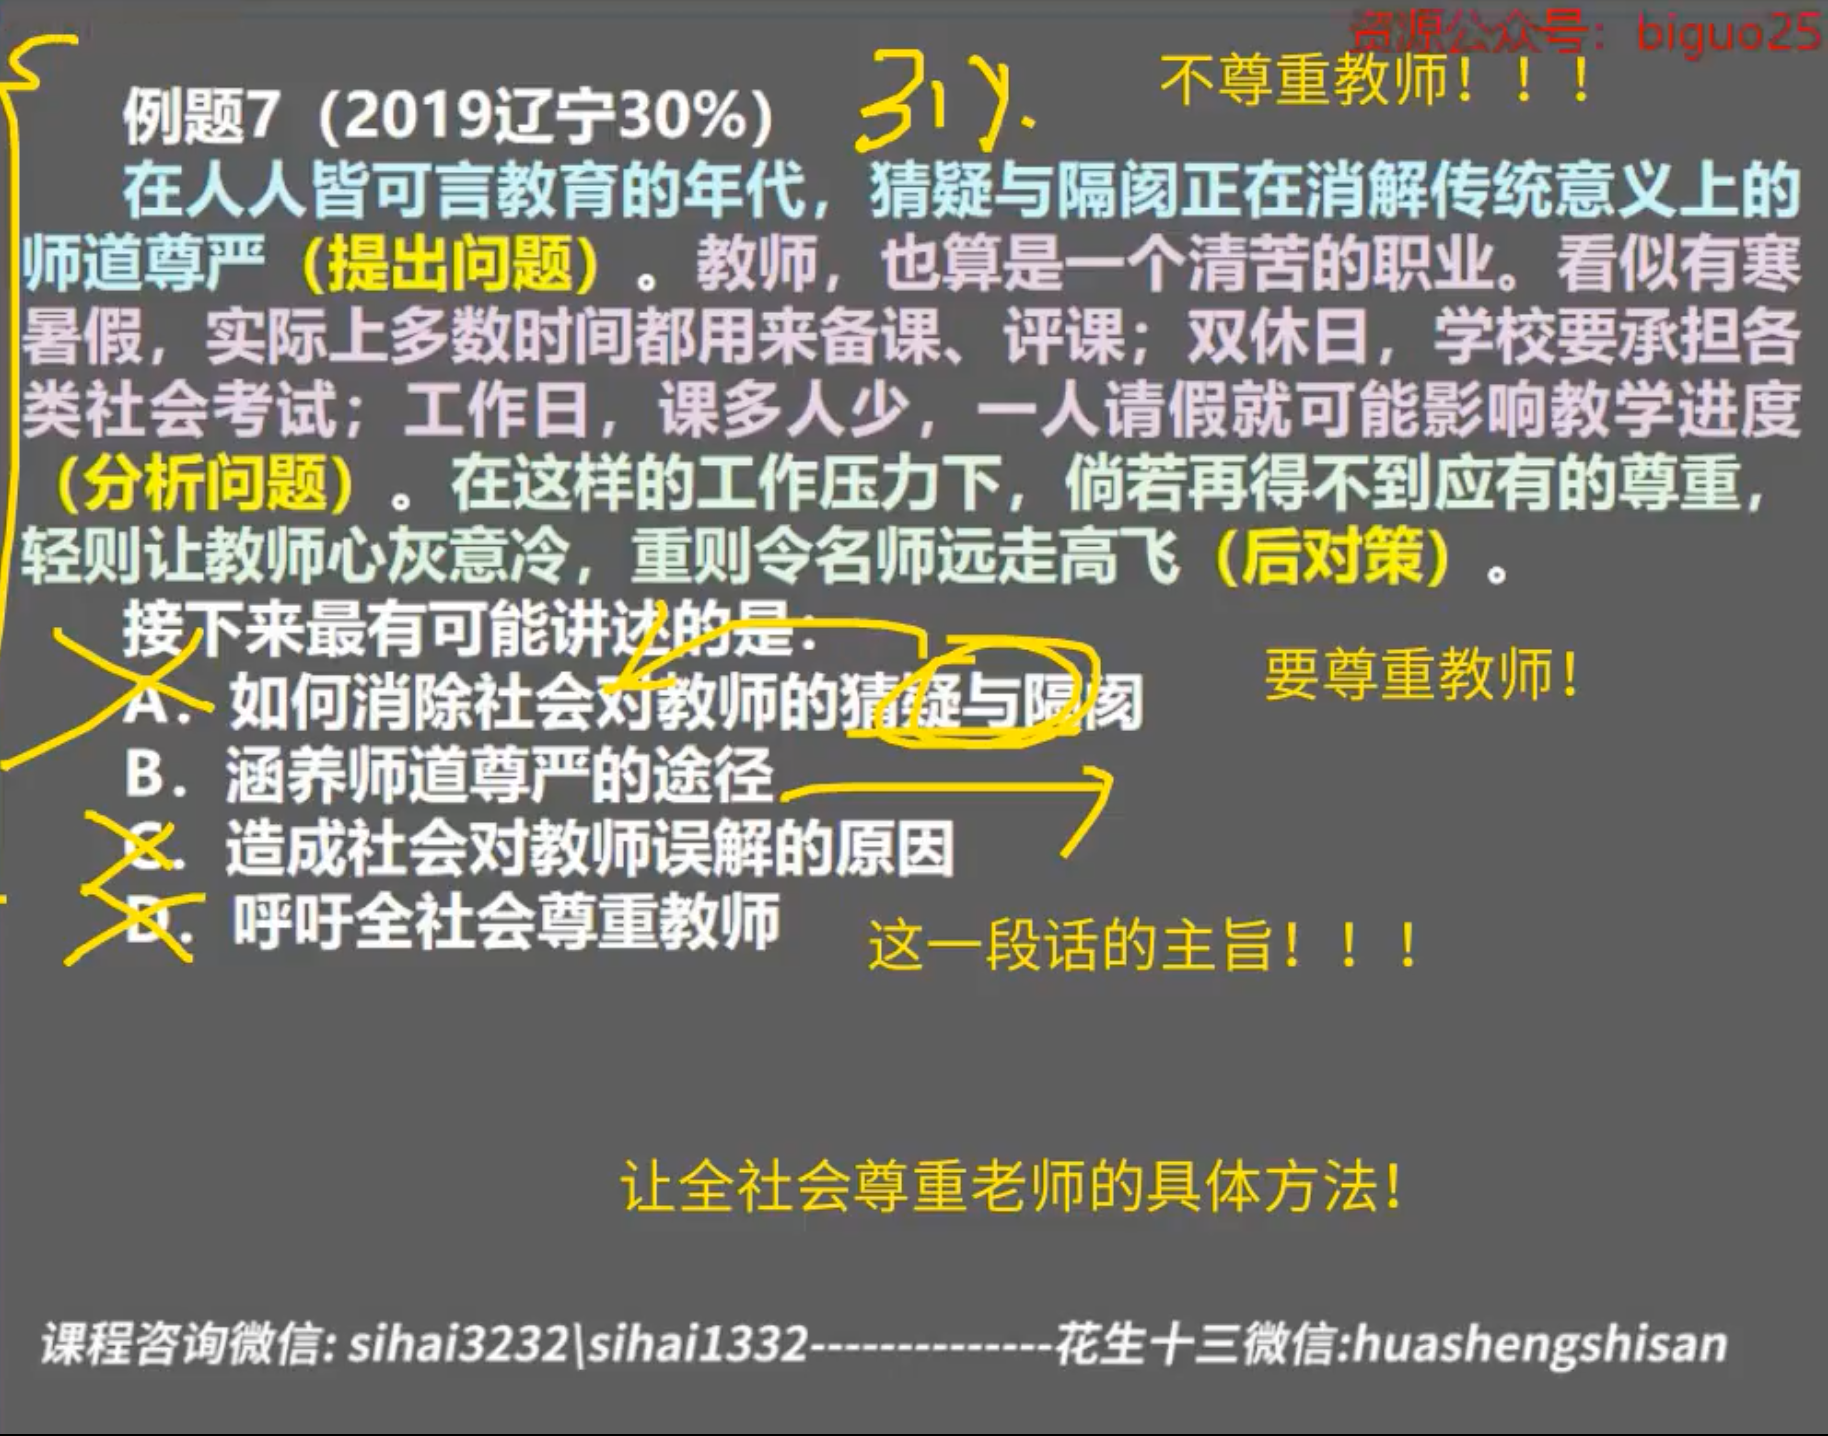 资源公众号：biguo25
不尊重教师！！！
例题7（2019辽宁30%）
31%
在人人皆可言教育的年代，猜疑与隔阂正在消解传统意义上的
师道尊严（提出问题）。教师，也算是一个清苦的职业。看似有寒
暑假，实际上多数时间都用来备课、评课；双休日，学校要承担各
类社会考试；工作日，课多人少，一人请假就可能影响教学进度
（分析问题）。在这样的工作压力下，倘若再得不到应有的尊重，
轻则让教师心灰意冷，重则令名师远走高飞（后对策）。
接下来最有可能讲述的是：
要尊重教师！
A．如何消除社会对教师的猜疑与隔阂
B．涵养师道尊严的途径
C．造成社会对教师误解的原因
D．呼吁全社会尊重教师
这一段话的主旨！！！
让全社会尊重老师的具体方法！
课程咨询微信: sihai3232\sihai1332--------------花生十三微信:huashengshisan